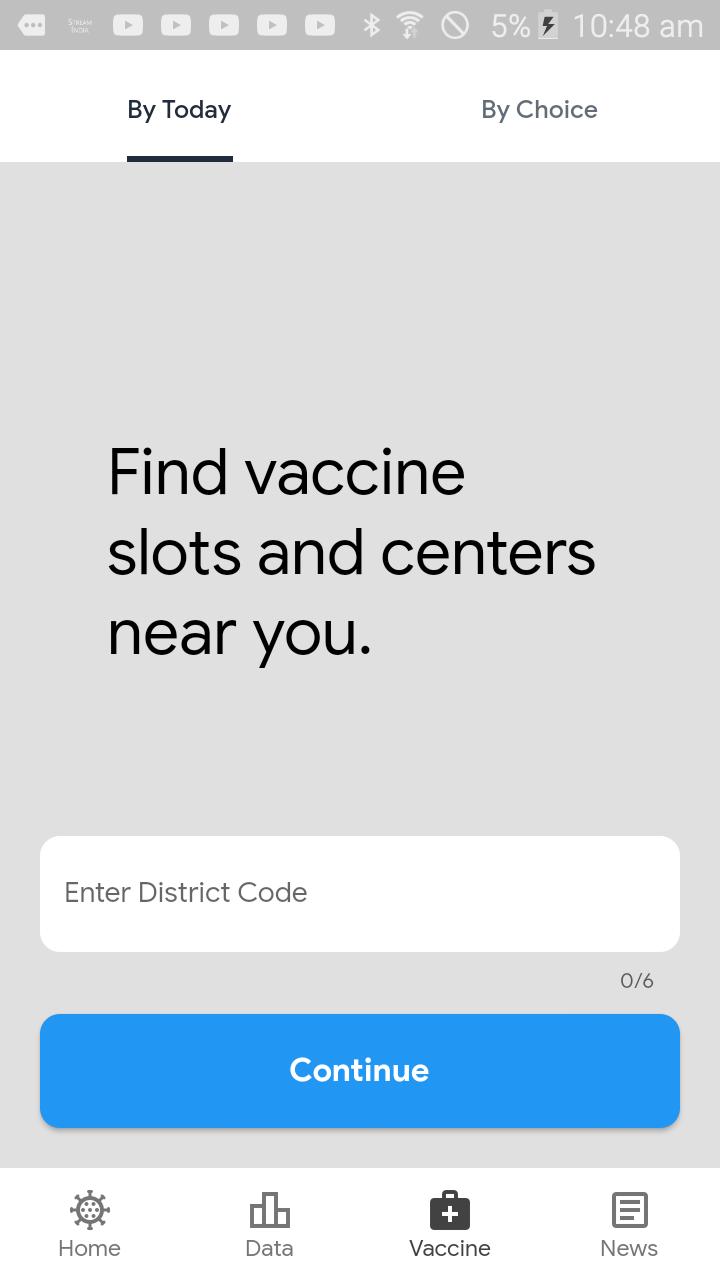 STREAM
INDIA
5%
10:48 am
By Today
By Choice
Find vaccine
slots and centers
near you.
Enter District Code
0/6
Continue
Home
Data
Vaccine
News